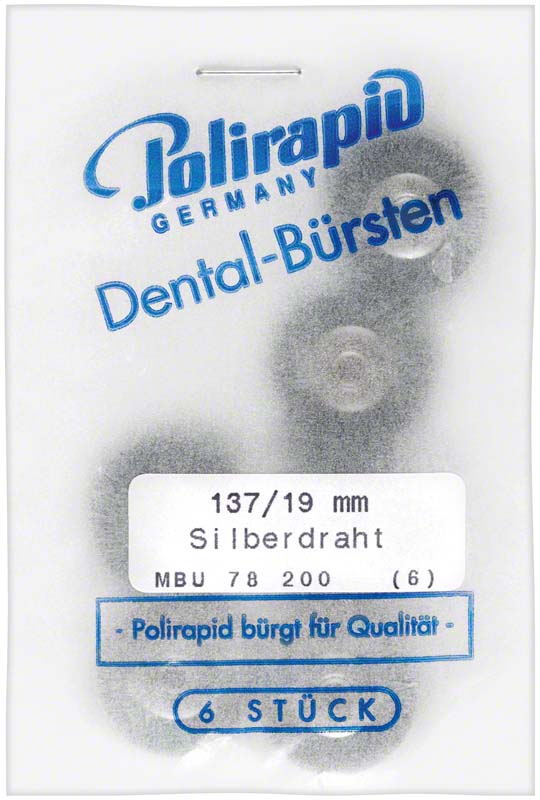 Polirapid
GERMANY
Dental-Bürsten
137/19 mm
Silberdraht
MBU 78 200 (6)
- Polirapid bürgt für Qualität -
6 STÜCK